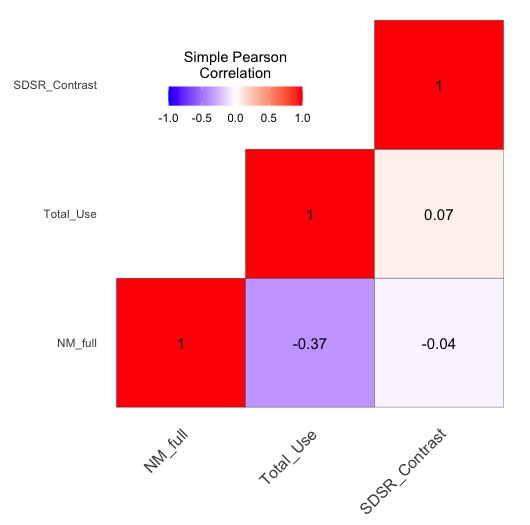 Simple Pearson
Correlation
-1.0 -0.5 0.0 0.5 1.0
SDSR_Contrast 1
Total_Use 1 0.07
NM_full 1 -0.37 -0.04
NM_full Total_Use SDSR_Contrast